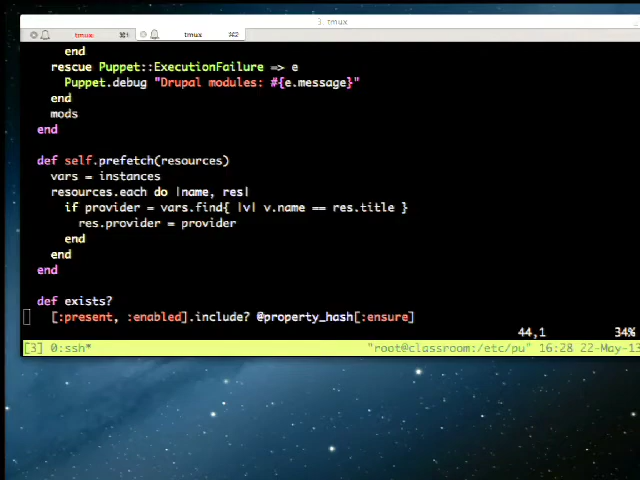 3. tmux
tmux ⌘1 tmux ⌘2
end
rescue Puppet::ExecutionFailure => e
Puppet.debug "Drupal modules: #{e.message}"
end
mods
end
def self.prefetch(resources)
vars = instances
resources.each do |name, res|
if provider = vars.find{ |v| v.name == res.title }
res.provider = provider
end
end
end
def exists?
[:present, :enabled].include? @property_hash[:ensure]
44,1 34%
[3] 0:ssh* "root@classroom:/etc/pu" 16:28 22-May-13